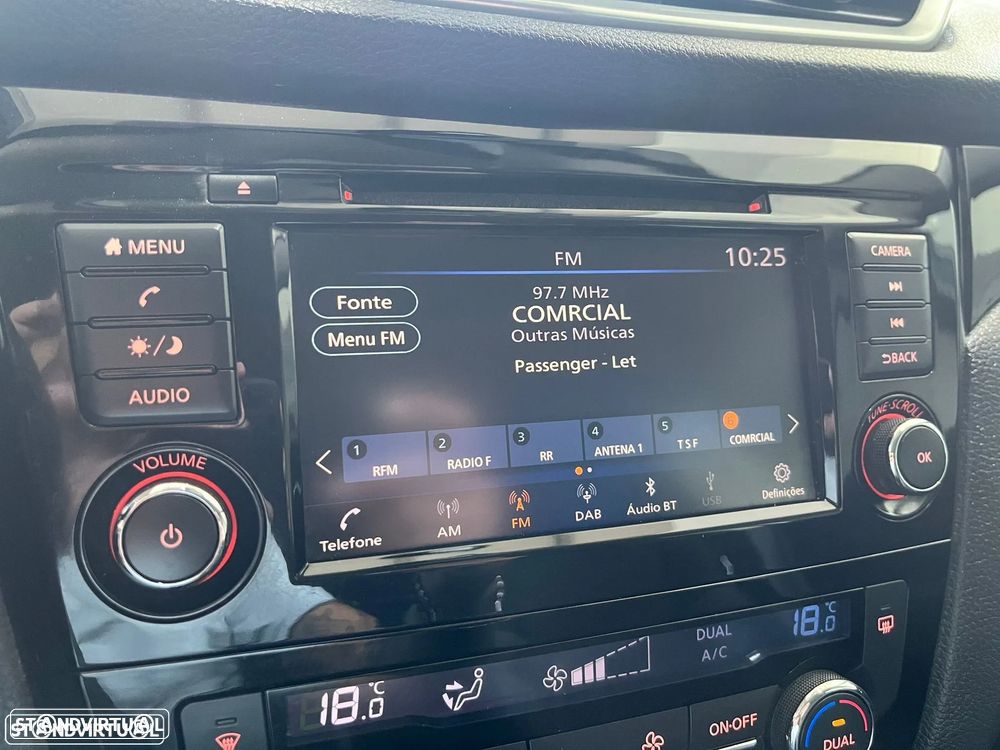 MENU
AUDIO
VOLUME
FM
10:25
Fonte
Menu FM
97.7 MHz
COMRCIAL
Outras Músicas
Passenger - Let
1 RFM
2 RADIO F
3 RR
4 ANTENA 1
5 T S F
6 COMRCIAL
Telefone
AM
FM
DAB
Áudio BT
USB
Definições
CAMERA
BACK
TUNE·SCROLL
OK
18.0 °C
DUAL
A/C
18.0 °C
ON·OFF
DUAL
STANDVIRTUAL
STANDVIRTUAL